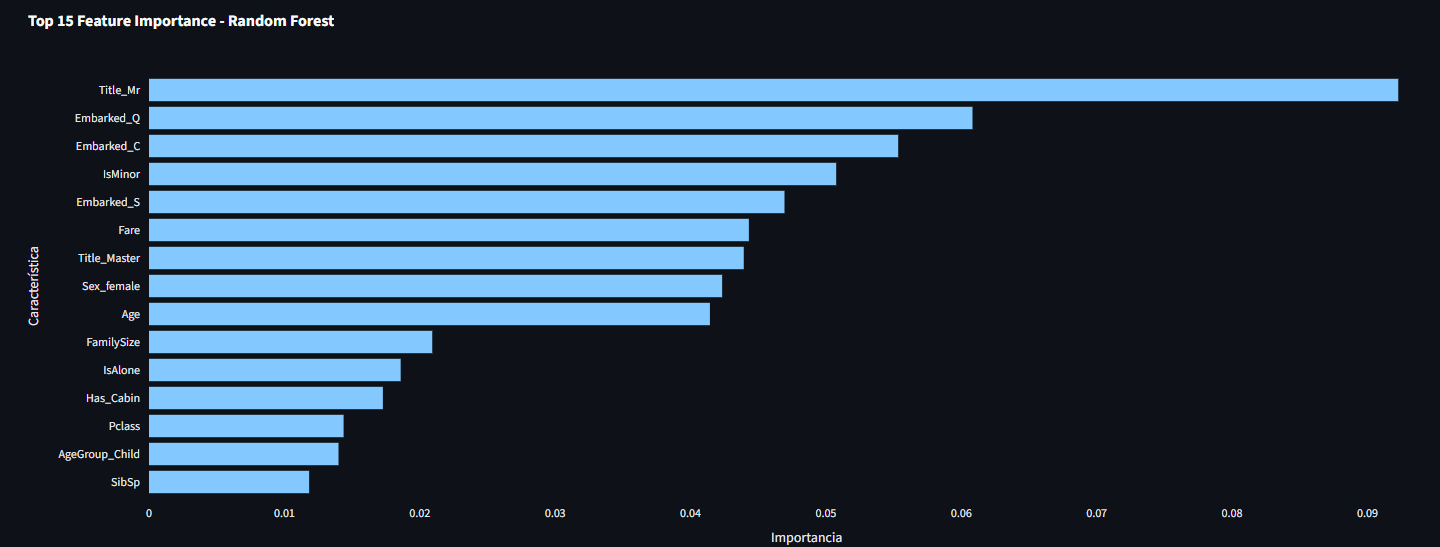 Top 15 Feature Importance - Random Forest
Característica
Title_Mr
Embarked_Q
Embarked_C
IsMinor
Embarked_S
Fare
Title_Master
Sex_female
Age
FamilySize
IsAlone
Has_Cabin
Pclass
AgeGroup_Child
SibSp
0 0.01 0.02 0.03 0.04 0.05 0.06 0.07 0.08 0.09
Importancia